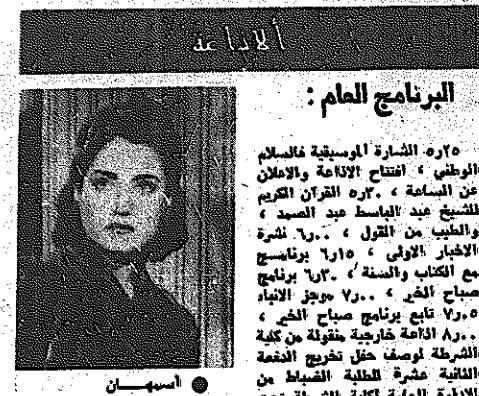 الاذاعة
البرنامج العام :
٥٫٢٥ الشارة الموسيقية فالسلام
الوطني ، افتتاح الاذاعة والاعلان
عن الساعة ، ٥٫٣٠ القرآن الكريم
للشيخ عبد الباسط عبد الصمد ،
والطيب من القول ، ٦٫٠٠ نشرة
الاخبار الاولى ، ٦٫١٥ برنامج
مع الكتاب والسنة ، ٦٫٣٠ برنامج
صباح الخير ، ٧٫٠٠ موجز الانباء
٧٫٠٥ تابع برنامج صباح الخير ،
٨٫٠٠ اذاعة خارجية منقولة من كلية
الشرطة لوصف حفل تخريج الدفعة
الثانية عشرة للطلبة الضباط من
اسمهان